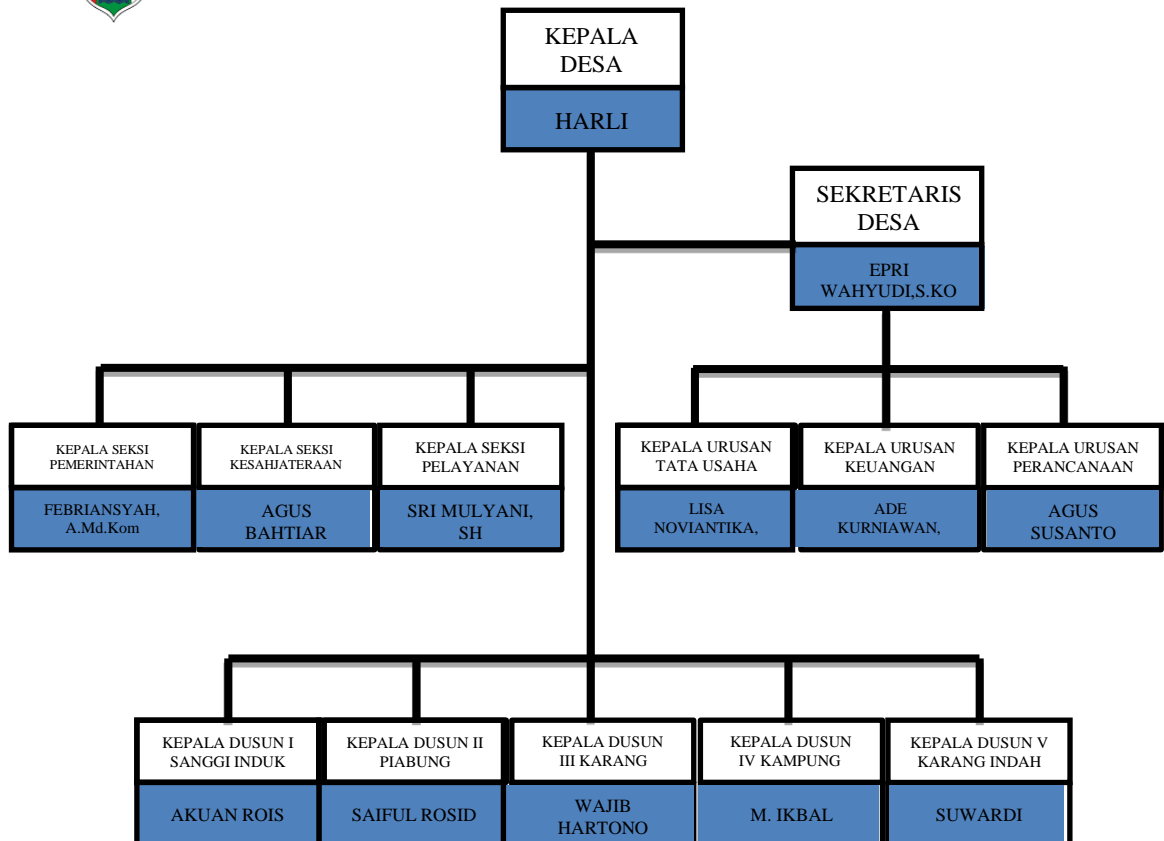 KEPALA
DESA
HARLI
SEKRETARIS
DESA
EPRI
WAHYUDI,S.KO
KEPALA SEKSI
PEMERINTAHAN
FEBRIANSYAH,
A.Md.Kom
KEPALA SEKSI
KESAHJATERAAN
AGUS
BAHTIAR
KEPALA SEKSI
PELAYANAN
SRI MULYANI,
SH
KEPALA URUSAN
TATA USAHA
LISA
NOVIANTIKA,
KEPALA URUSAN
KEUANGAN
ADE
KURNIAWAN,
KEPALA URUSAN
PERANCANAAN
AGUS
SUSANTO
KEPALA DUSUN I
SANGGI INDUK
AKUAN ROIS
KEPALA DUSUN II
PIABUNG
SAIFUL ROSID
KEPALA DUSUN
III KARANG
WAJIB
HARTONO
KEPALA DUSUN
IV KAMPUNG
M. IKBAL
KEPALA DUSUN V
KARANG INDAH
SUWARDI